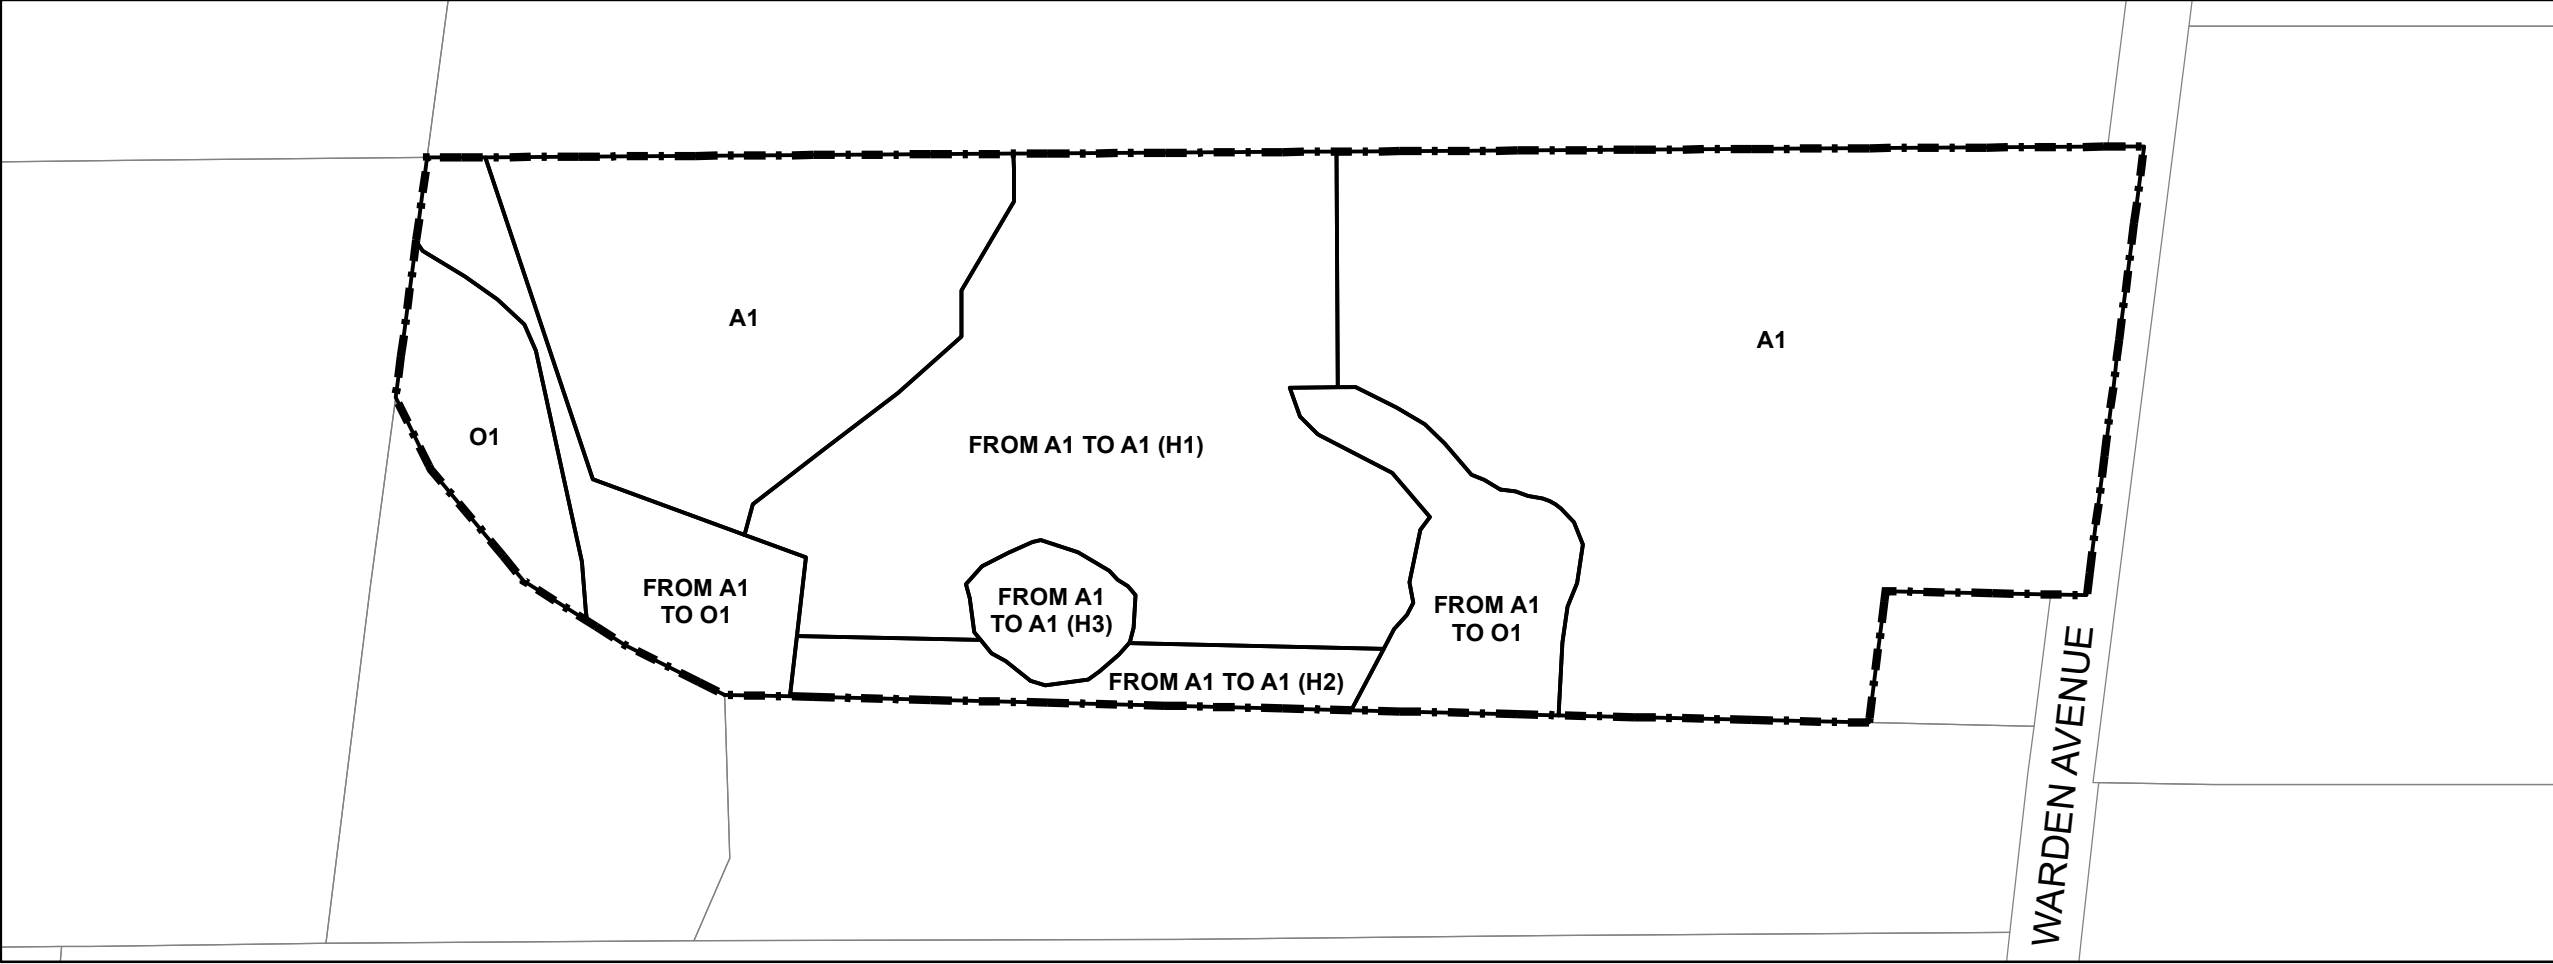 A1
A1
O1
FROM A1 TO A1 (H1)
FROM A1
TO O1
FROM A1
TO A1 (H3)
FROM A1
TO O1
FROM A1 TO A1 (H2)
WARDEN AVENUE